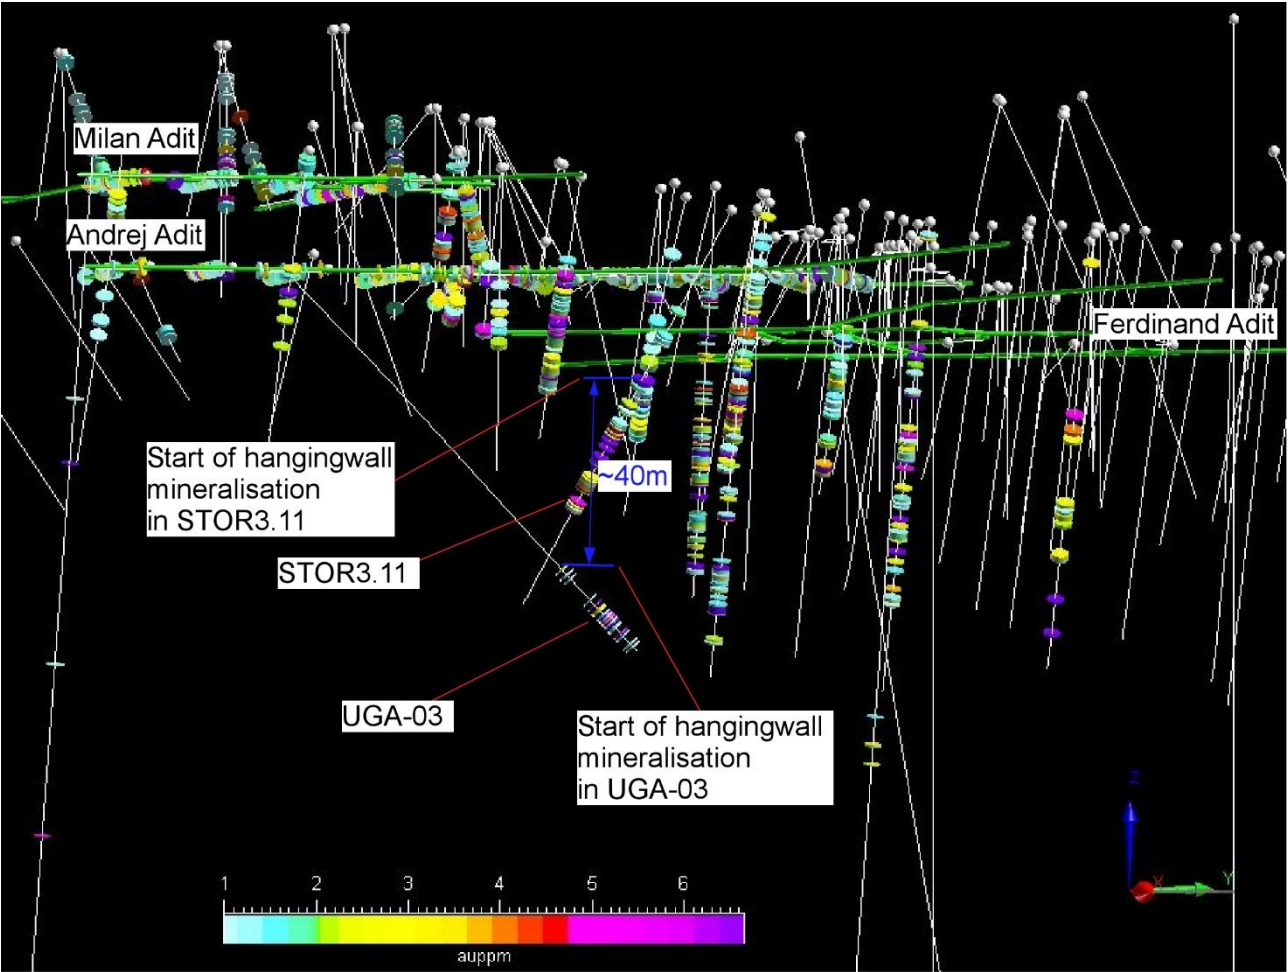 Milan Adit
Andrej Adit
Ferdinand Adit
Start of hangingwall
mineralisation
in STOR3.11
~40m
STOR3.11
UGA-03
Start of hangingwall
mineralisation
in UGA-03
Z
X
Y
1 2 3 4 5 6
auppm